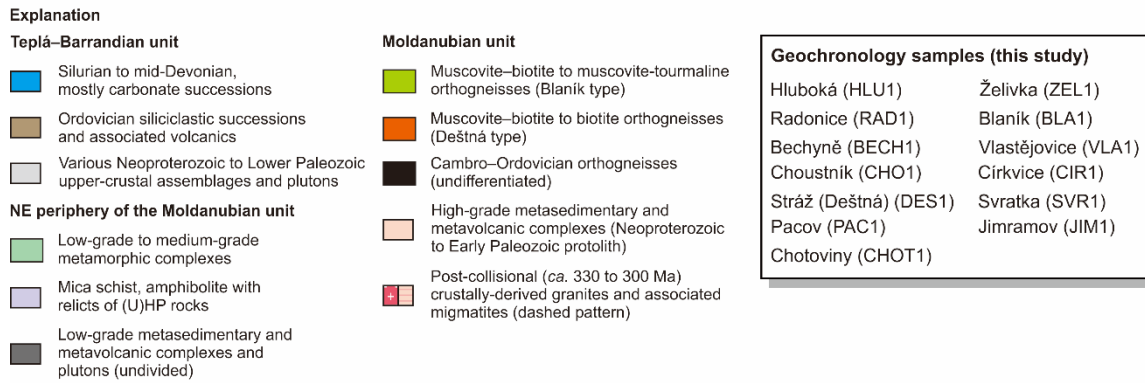 Explanation
Teplá–Barrandian unit
Silurian to mid-Devonian,
mostly carbonate successions
Ordovician siliciclastic successions
and associated volcanics
Various Neoproterozoic to Lower Paleozoic
upper-crustal assemblages and plutons
NE periphery of the Moldanubian unit
Low-grade to medium-grade
metamorphic complexes
Mica schist, amphibolite with
relicts of (U)HP rocks
Low-grade metasedimentary and
metavolcanic complexes and
plutons (undivided)
Moldanubian unit
Muscovite–biotite to muscovite-tourmaline
orthogneisses (Blaník type)
Muscovite–biotite to biotite orthogneisses
(Deštná type)
Cambro–Ordovician orthogneisses
(undifferentiated)
High-grade metasedimentary and
metavolcanic complexes (Neoproterozoic
to Early Paleozoic protolith)
Post-collisional (ca. 330 to 300 Ma)
crustally-derived granites and associated
migmatites (dashed pattern)
Geochronology samples (this study)
Hluboká (HLU1)
Radonice (RAD1)
Bechyně (BECH1)
Choustník (CHO1)
Stráž (Deštná) (DES1)
Pacov (PAC1)
Chotoviny (CHOT1)
Želivka (ZEL1)
Blaník (BLA1)
Vlastějovice (VLA1)
Církvice (CIR1)
Svratka (SVR1)
Jimramov (JIM1)